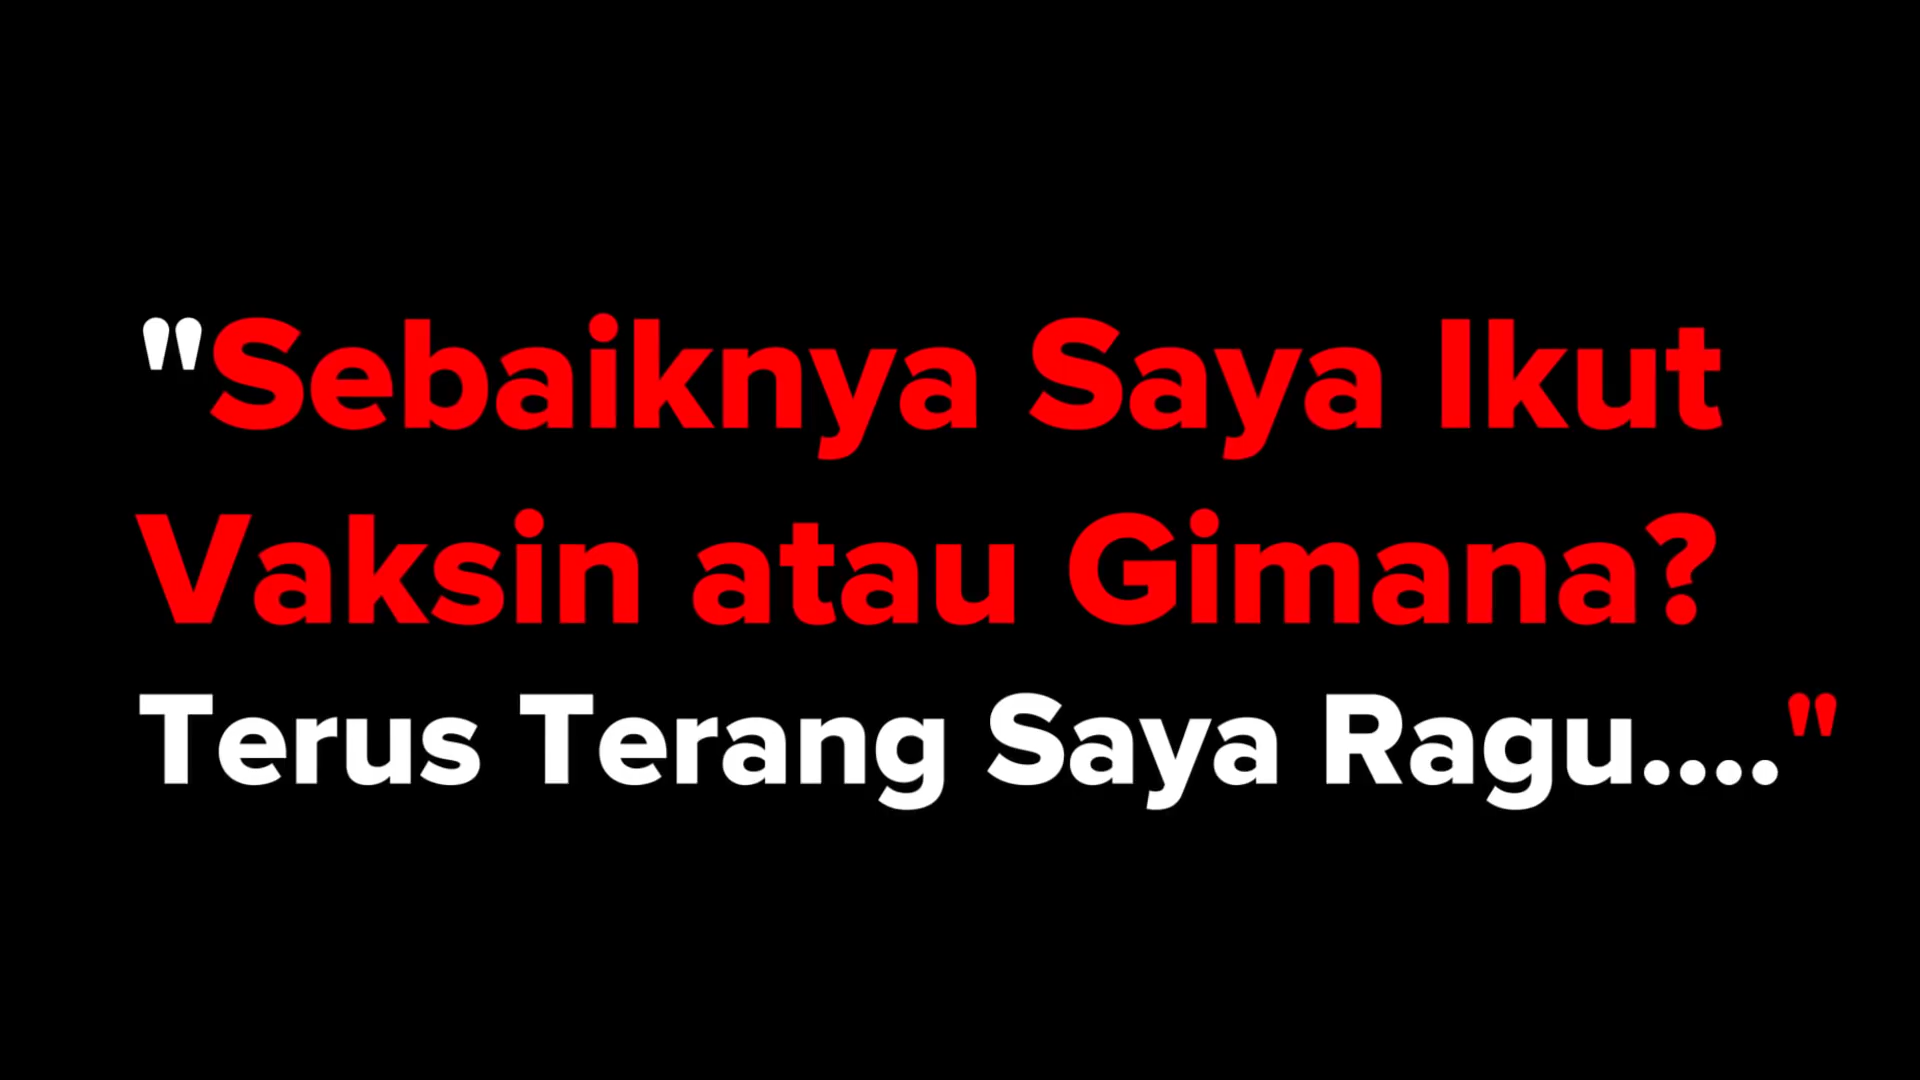 "Sebaiknya Saya Ikut
Vaksin atau Gimana?
Terus Terang Saya Ragu...."